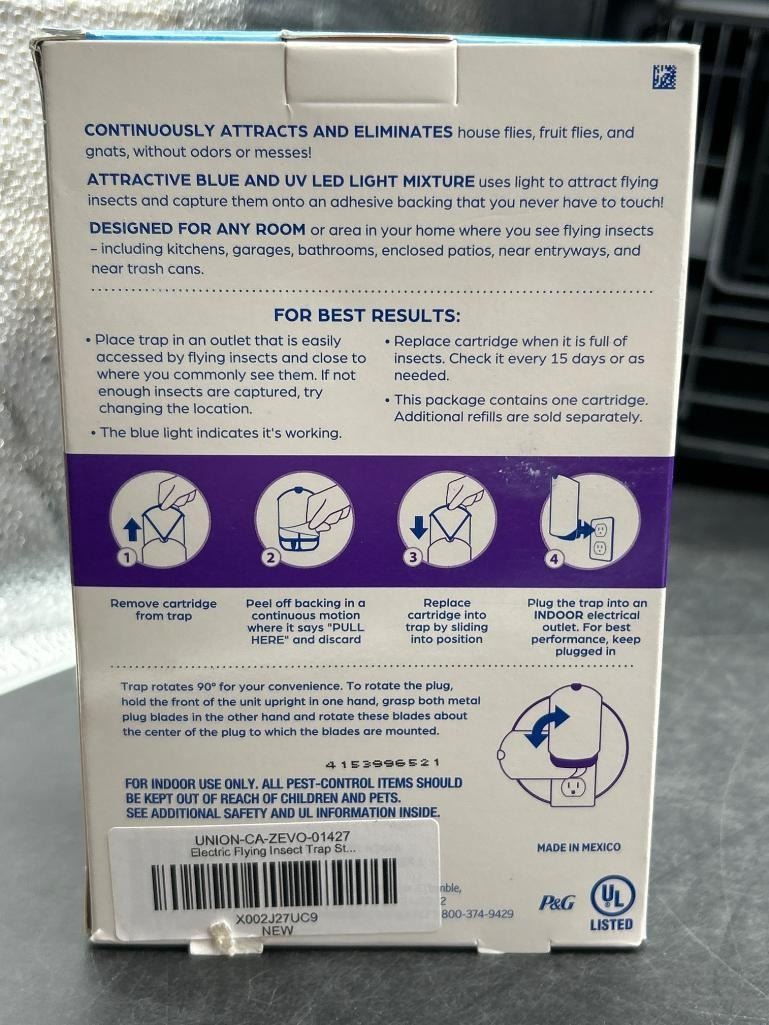 CONTINUOUSLY ATTRACTS AND ELIMINATES house flies, fruit flies, and
gnats, without odors or messes!
ATTRACTIVE BLUE AND UV LED LIGHT MIXTURE uses light to attract flying
insects and capture them onto an adhesive backing that you never have to touch!
DESIGNED FOR ANY ROOM or area in your home where you see flying insects
– including kitchens, garages, bathrooms, enclosed patios, near entryways, and
near trash cans.
FOR BEST RESULTS:
• Place trap in an outlet that is easily
accessed by flying insects and close to
where you commonly see them. If not
enough insects are captured, try
changing the location.
• The blue light indicates it's working.
• Replace cartridge when it is full of
insects. Check it every 15 days or as
needed.
• This package contains one cartridge.
Additional refills are sold separately.
1
2
3
4
Remove cartridge
from trap
Peel off backing in a
continuous motion
where it says "PULL
HERE" and discard
Replace
cartridge into
trap by sliding
into position
Plug the trap into an
INDOOR electrical
outlet. For best
performance, keep
plugged in
Trap rotates 90° for your convenience. To rotate the plug,
hold the front of the unit upright in one hand, grasp both metal
plug blades in the other hand and rotate these blades about
the center of the plug to which the blades are mounted.
4153996521
FOR INDOOR USE ONLY. ALL PEST-CONTROL ITEMS SHOULD
BE KEPT OUT OF REACH OF CHILDREN AND PETS.
SEE ADDITIONAL SAFETY AND UL INFORMATION INSIDE.
UNION-CA-ZEVO-01427
Electric Flying Insect Trap St...
X002J27UC9
NEW
2
800-374-9429
MADE IN MEXICO
P&G
UL
LISTED